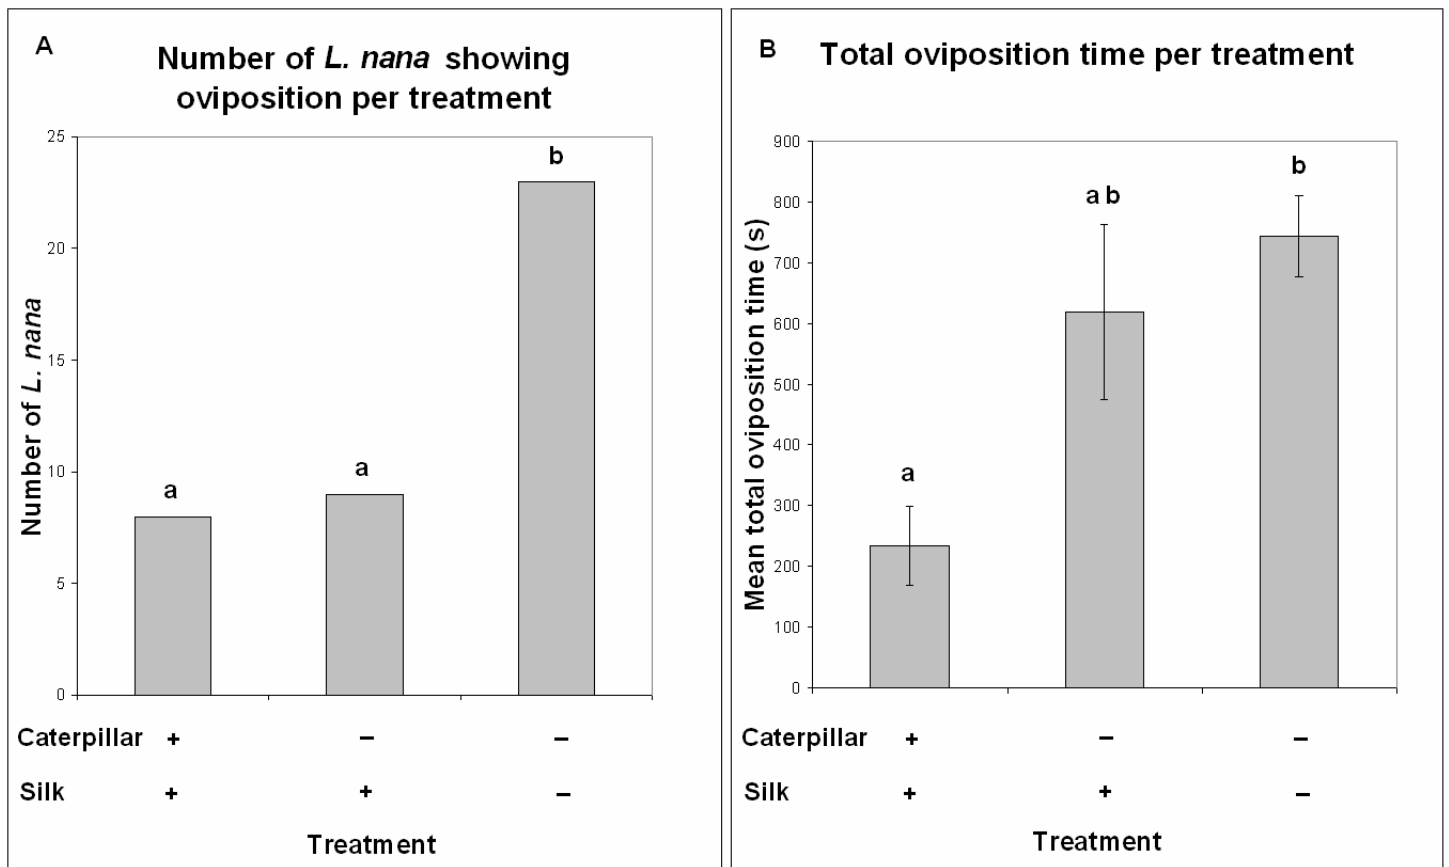 A
Number of L. nana showing
oviposition per treatment
Number of L. nana
25
20
15
10
5
0
a
a
b
Caterpillar + – –
Silk + + –
Treatment
B
Total oviposition time per treatment
Mean total oviposition time (s)
900
800
700
600
500
400
300
200
100
0
a
a b
b
Caterpillar + – –
Silk + + –
Treatment